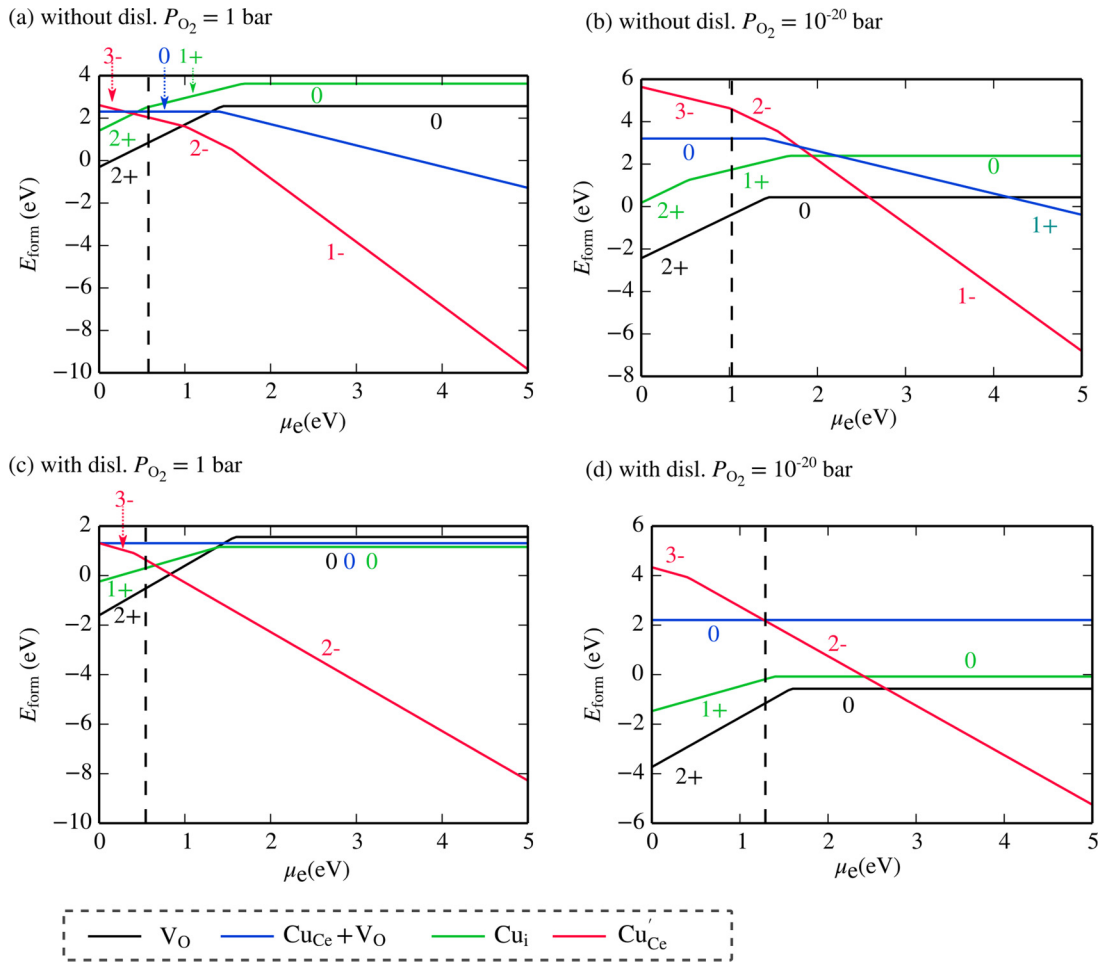 (a) without disl. P_O₂ = 1 bar
3- 0 1+
4
2
0
−2
−4
−6
−8
−10
E_form (eV)
0
0
2+
2-
2+
1-
0 1 2 3 4 5
μe(eV)
(b) without disl. P_O₂ = 10⁻²⁰ bar
6
4
2
0
−2
−4
−6
−8
E_form (eV)
3- 2-
0 0
1+
2+
0
1+
2+
1-
0 1 2 3 4 5
μe(eV)
(c) with disl. P_O₂ = 1 bar
3-
2
0
−2
−4
−6
−8
−10
E_form (eV)
0 0 0
1+
2+
2-
0 1 2 3 4 5
μe(eV)
(d) with disl. P_O₂ = 10⁻²⁰ bar
6
4
2
0
−2
−4
−6
E_form (eV)
3-
0 2-
0
1+
0
2+
0 1 2 3 4 5
μe(eV)
V_O Cu_Ce+V_O Cu_i Cu′_Ce